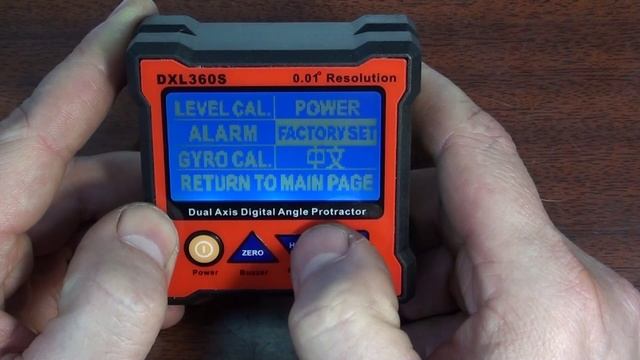 DXL360S 0.01° Resolution
LEVEL CAL. POWER
ALARM FACTORY SET
GYRO CAL. 中文
RETURN TO MAIN PAGE
Dual Axis Digital Angle Protractor
ZERO
Power Buzzer